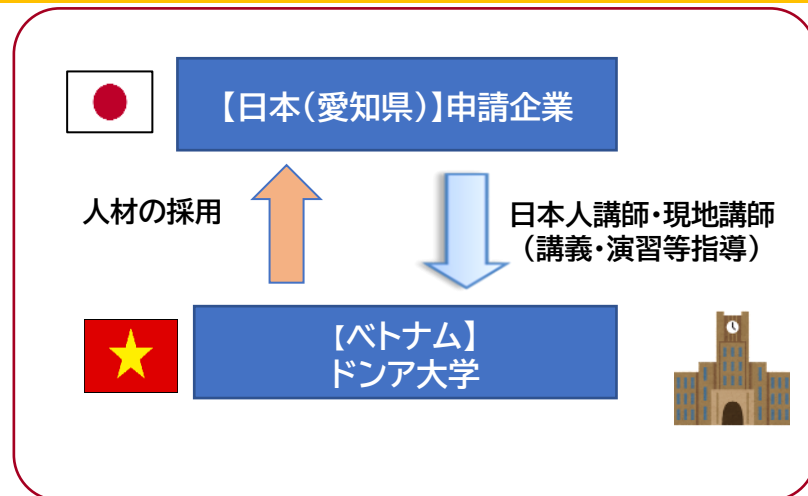 【日本(愛知県)】申請企業
人材の採用
日本人講師・現地講師
(講義・演習等指導)
【ベトナム】
ドンア大学